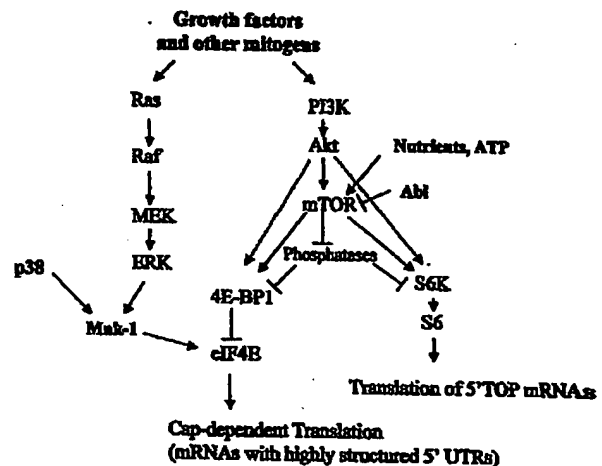 Growth factors
and other mitogens
Ras
PI3K
Raf
Akt
Nutrients, ATP
mTOR
Abl
MEK
Phosphatases
p38
ERK
4E-BP1
S6K
Mnk-1
S6
eIF4E
Translation of 5'TOP mRNAs
Cap-dependent Translation
(mRNAs with highly structured 5' UTRs)